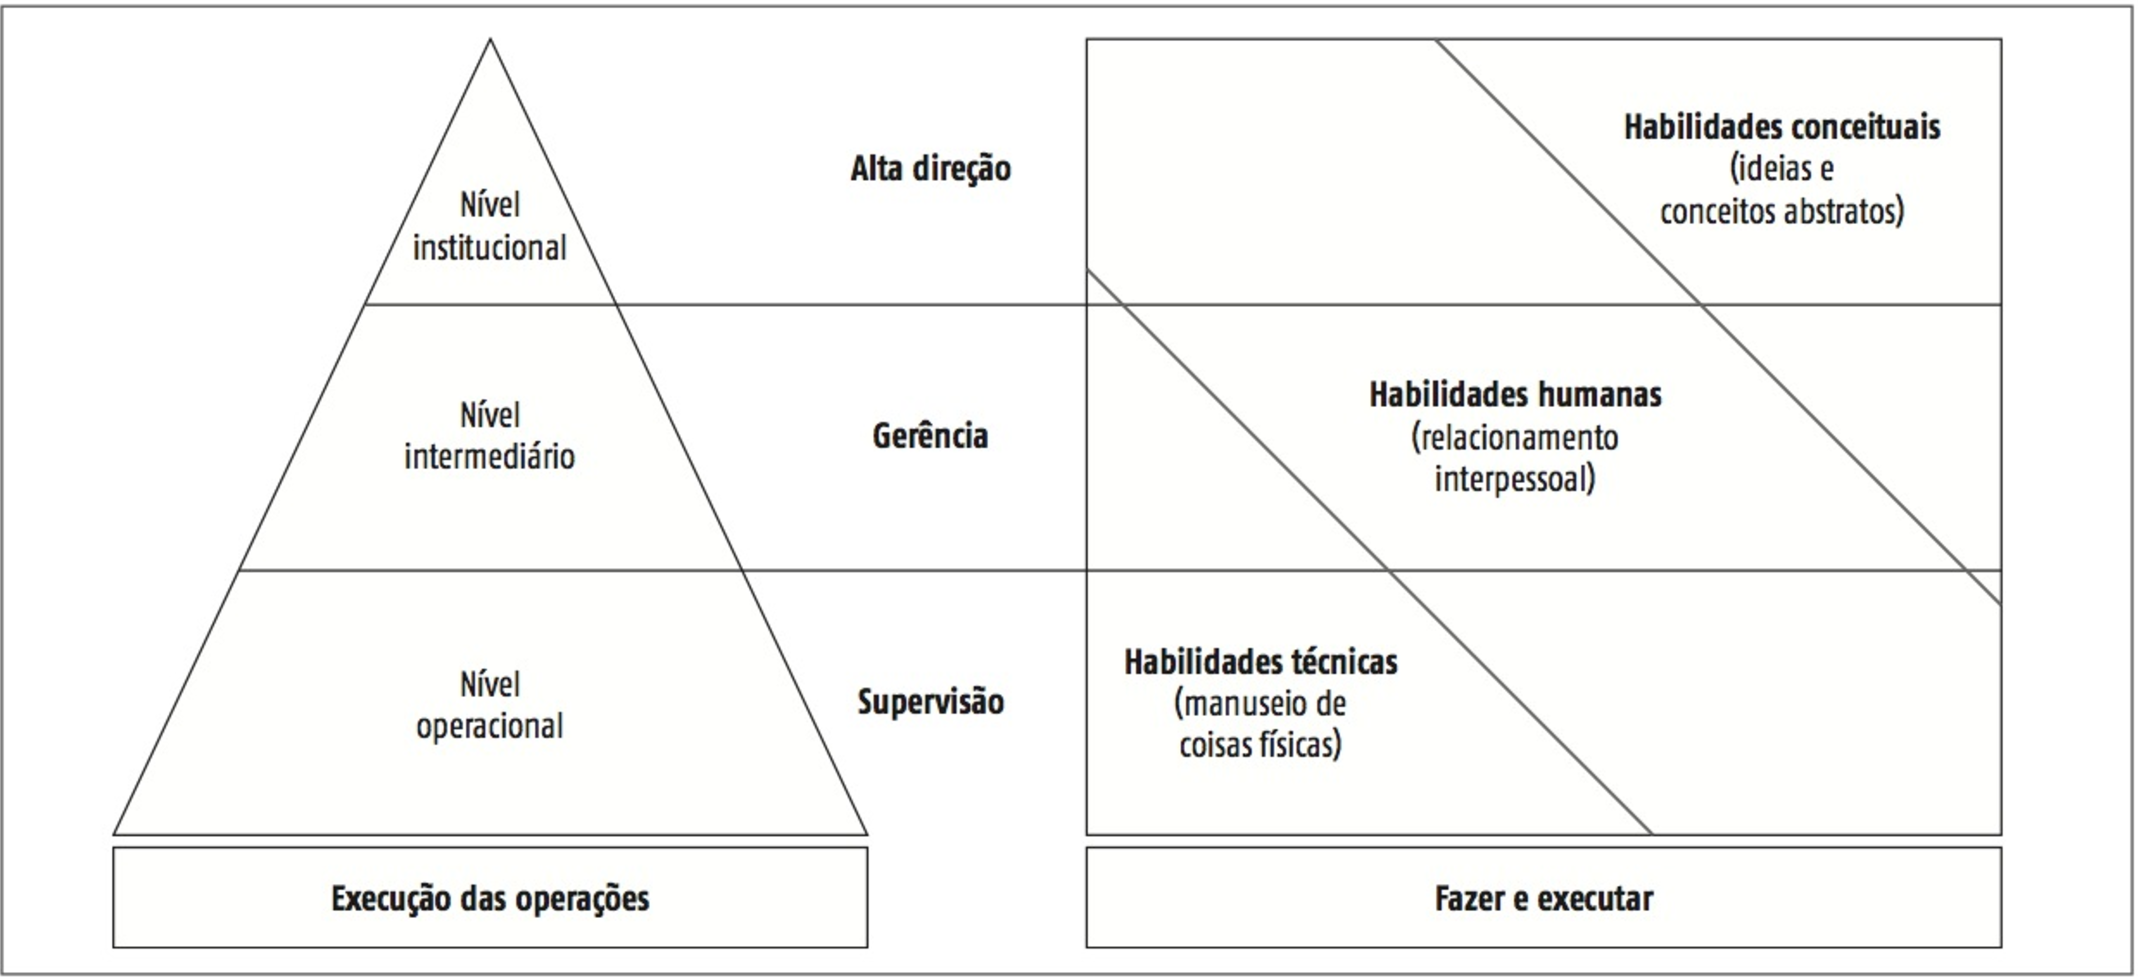 Nível
institucional
Alta direção
Habilidades conceituais
(ideias e
conceitos abstratos)
Nível
intermediário
Gerência
Habilidades humanas
(relacionamento
interpessoal)
Nível
operacional
Supervisão
Habilidades técnicas
(manuseio de
coisas físicas)
Execução das operações
Fazer e executar